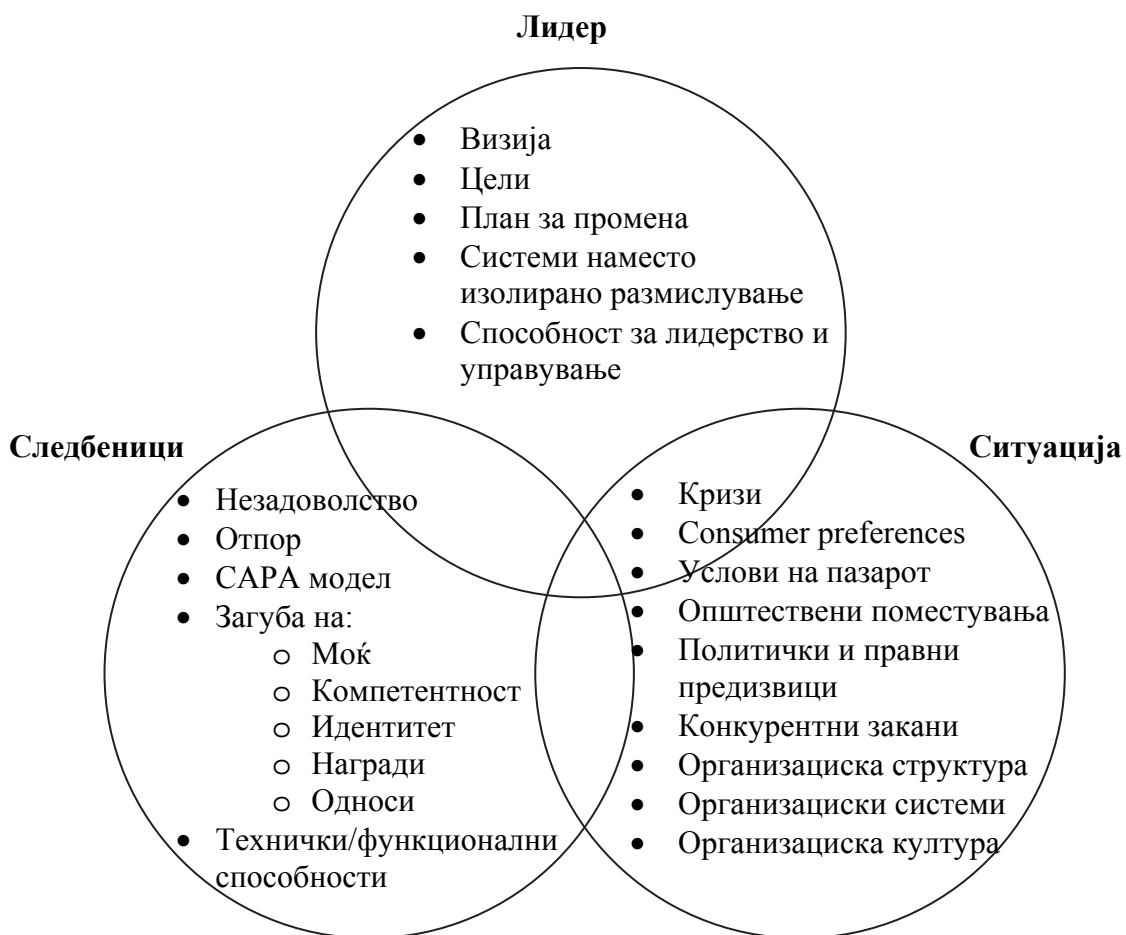 Лидер
• Визија
• Цели
• План за промена
• Системи наместо
изолирано размислување
• Способност за лидерство и
управување
Следбеници
• Незадоволство
• Отпор
• САРА модел
• Загуба на:
o Моќ
o Компетентност
o Идентитет
o Награди
o Односи
• Технички/функционални
способности
Ситуација
• Кризи
• Consumer preferences
• Услови на пазарот
• Општествени поместувања
• Политички и правни
предизвици
• Конкурентни закани
• Организациска структура
• Организациски системи
• Организациска култура